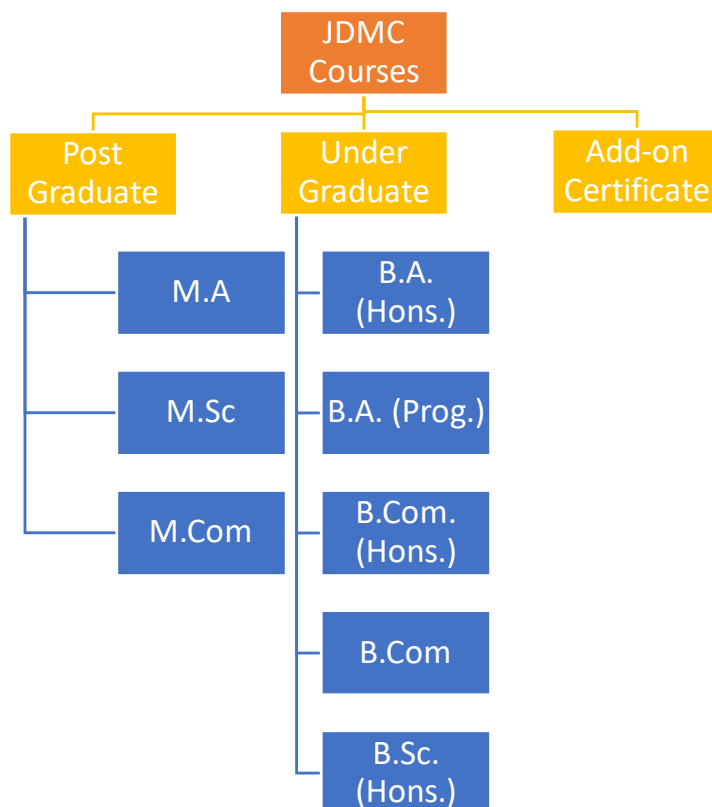 JDMC
Courses
Post
Graduate
Under
Graduate
Add-on
Certificate
M.A
M.Sc
M.Com
B.A.
(Hons.)
B.A. (Prog.)
B.Com.
(Hons.)
B.Com
B.Sc.
(Hons.)